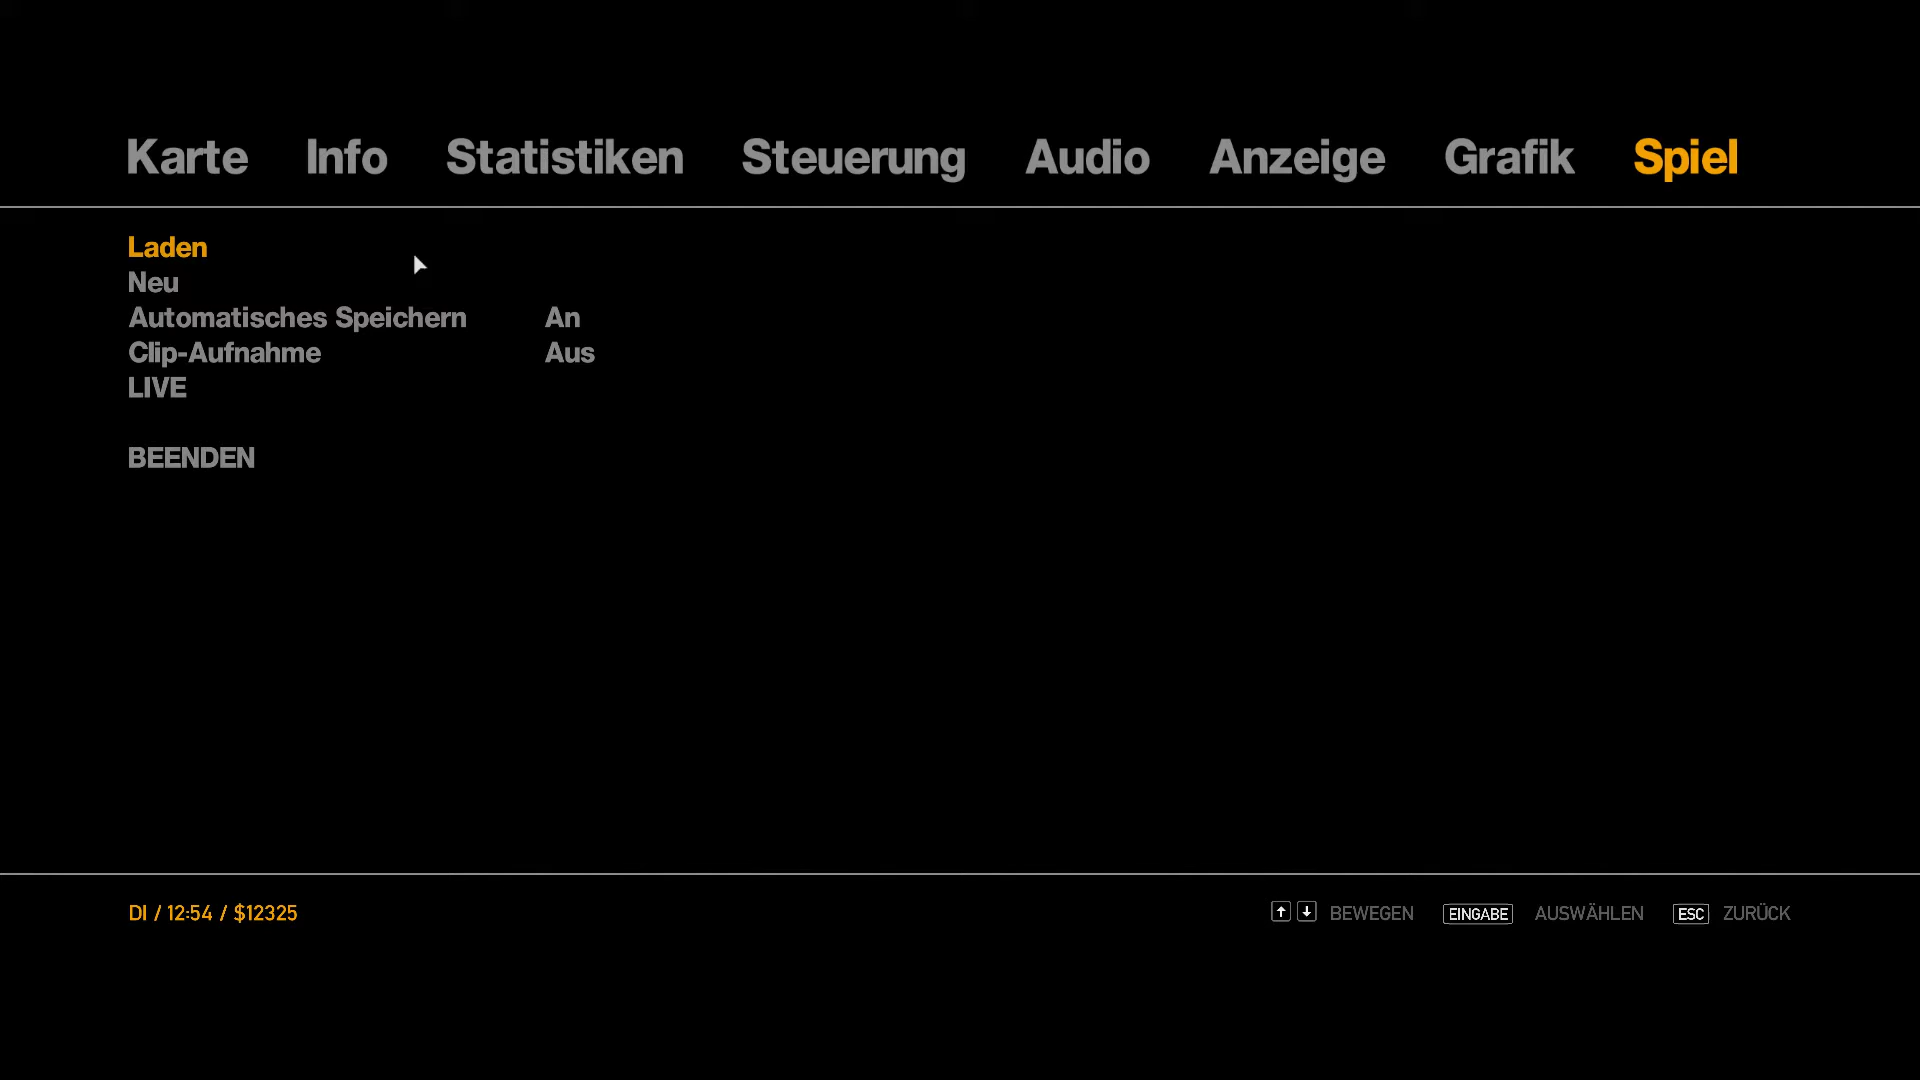 Karte Info Statistiken Steuerung Audio Anzeige Grafik Spiel
Laden
Neu
Automatisches Speichern An
Clip-Aufnahme Aus
LIVE
BEENDEN
DI / 12:54 / $12325
↑ ↓ BEWEGEN EINGABE AUSWÄHLEN ESC ZURÜCK